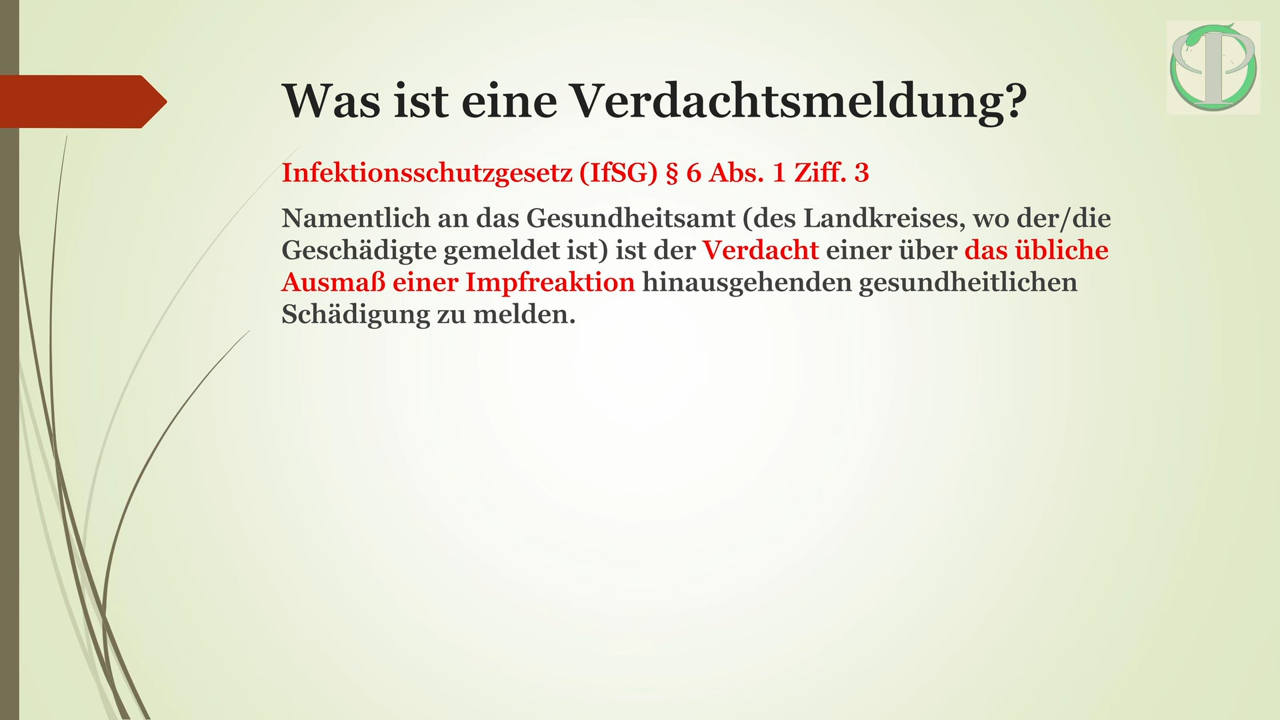 Was ist eine Verdachtsmeldung?
Infektionsschutzgesetz (IfSG) § 6 Abs. 1 Ziff. 3
Namentlich an das Gesundheitsamt (des Landkreises, wo der/die
Geschädigte gemeldet ist) ist der Verdacht einer über das übliche
Ausmaß einer Impfreaktion hinausgehenden gesundheitlichen
Schädigung zu melden.